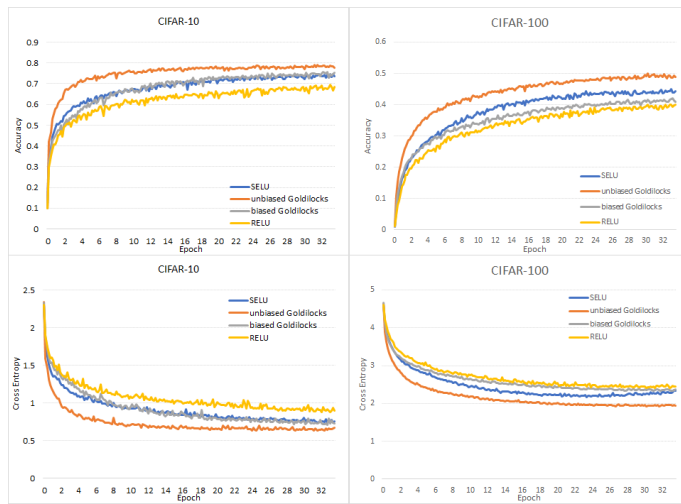 CIFAR-10
0.9
0.8
0.7
0.6
0.5
0.4
0.3
0.2
0.1
Accuracy
SELU
unbiased Goldilocks
biased Goldilocks
RELU
0 2 4 6 8 10 12 14 16 18 20 22 24 26 28 30 32
Epoch
CIFAR-100
0.6
0.5
0.4
0.3
0.2
0.1
0
Accuracy
SELU
unbiased Goldilocks
biased Goldilocks
RELU
0 2 4 6 8 10 12 14 16 18 20 22 24 26 28 30 32
Epoch
CIFAR-10
2.5
2
1.5
1
0.5
0
Cross Entropy
SELU
unbiased Goldilocks
biased Goldilocks
RELU
0 2 4 6 8 10 12 14 16 18 20 22 24 26 28 30 32
Epoch
CIFAR-100
5
4
3
2
1
0
Cross Entropy
SELU
unbiased Goldilocks
biased Goldilocks
RELU
0 2 4 6 8 10 12 14 16 18 20 22 24 26 28 30 32
Epoch